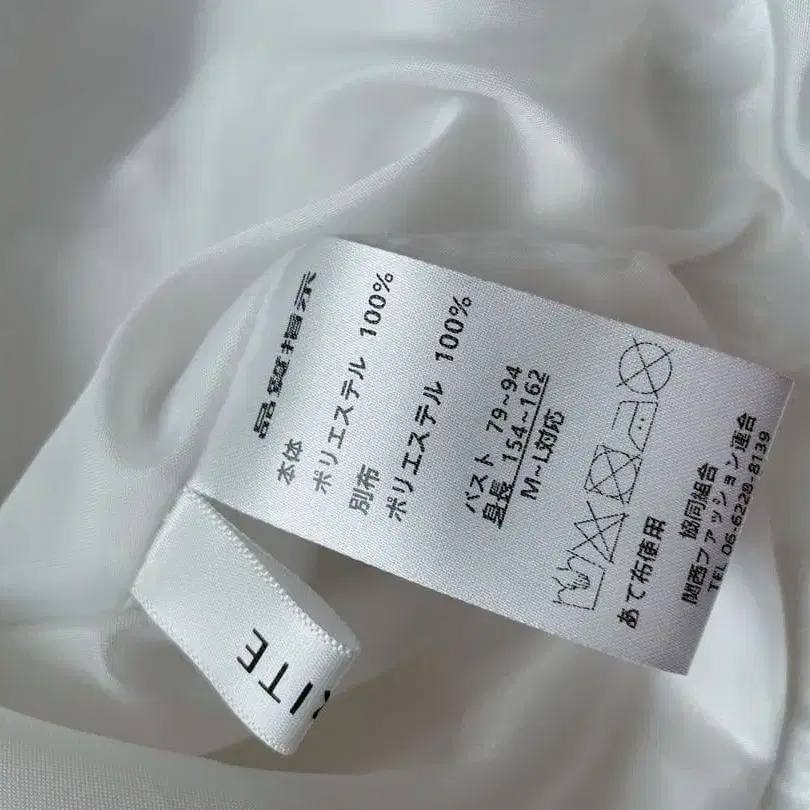 品質指示
本体
ポリエステル 100%
別布
ポリエステル 100%
バスト 79~94
身長 154~162
M~L対応
あて布使用
協同組合
関西ファッション連合
TEL 06-6228-8139